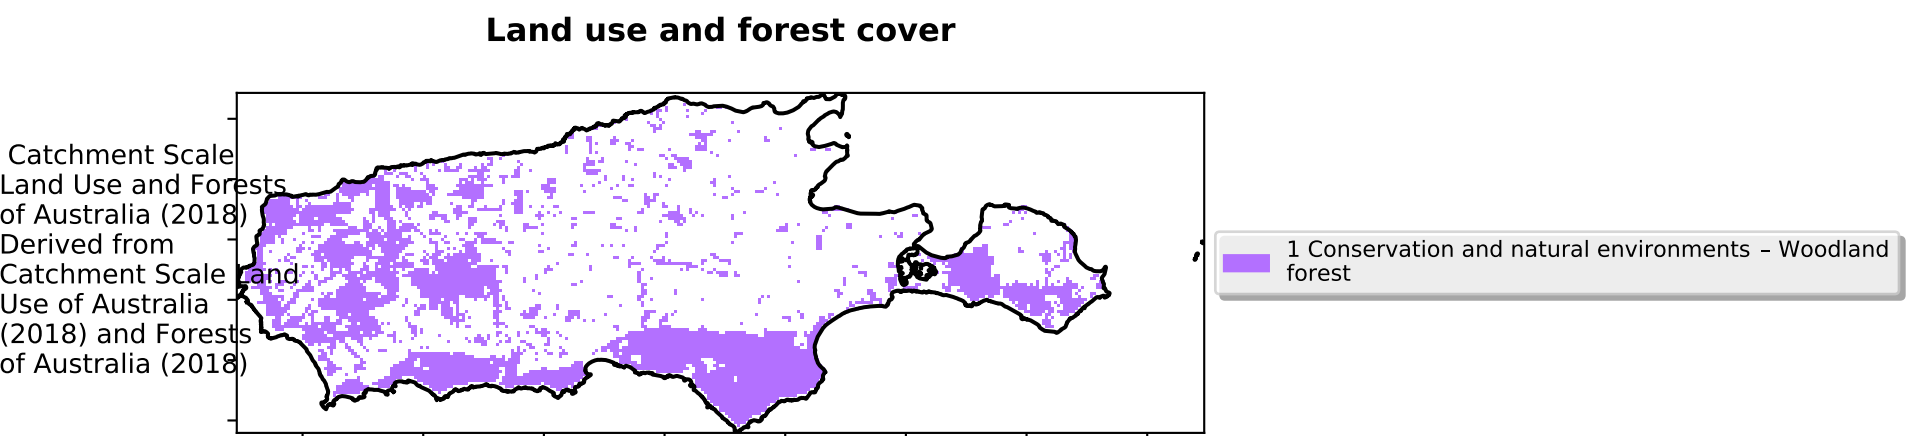 Land use and forest cover
Catchment Scale
Land Use and Forests
of Australia (2018)
Derived from
Catchment Scale Land
Use of Australia
(2018) and Forests
of Australia (2018)
1 Conservation and natural environments – Woodland
forest